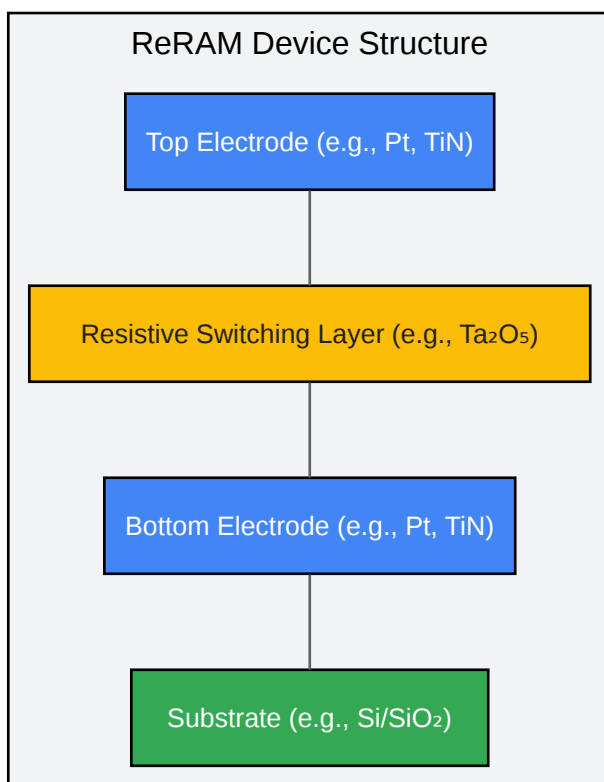 ReRAM Device Structure
Top Electrode (e.g., Pt, TiN)
Resistive Switching Layer (e.g., Ta₂O₅)
Bottom Electrode (e.g., Pt, TiN)
Substrate (e.g., Si/SiO₂)